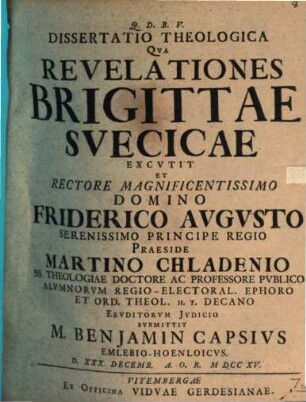 Q. D. B. V.
DISSERTATIO THEOLOGICA
QVA
REVELATIONES
BRIGITTAE
SVECICAE
EXCVTIT
ET
RECTORE MAGNIFICENTISSIMO
DOMINO
FRIDERICO AVGVSTO
SERENISSIMO PRINCIPE REGIO
PRAESIDE
MARTINO CHLADENIO
SS. THEOLOGIAE DOCTORE AC PROFESSORE PVBLICO
ALVMNORVM REGIO-ELECTORAL. EPHORO
ET ORD. THEOL. H. T. DECANO
ERVDITORVM JVDICIO
SVBMITTIT
M. BENJAMIN CAPSIVS
EMLEBIO-HOENLOICVS.
D. XXX. DECEMB. A. O. R. M DCC XV.
VITEMBERGAE
EX OFFICINA VIDVAE GERDESIANAE.